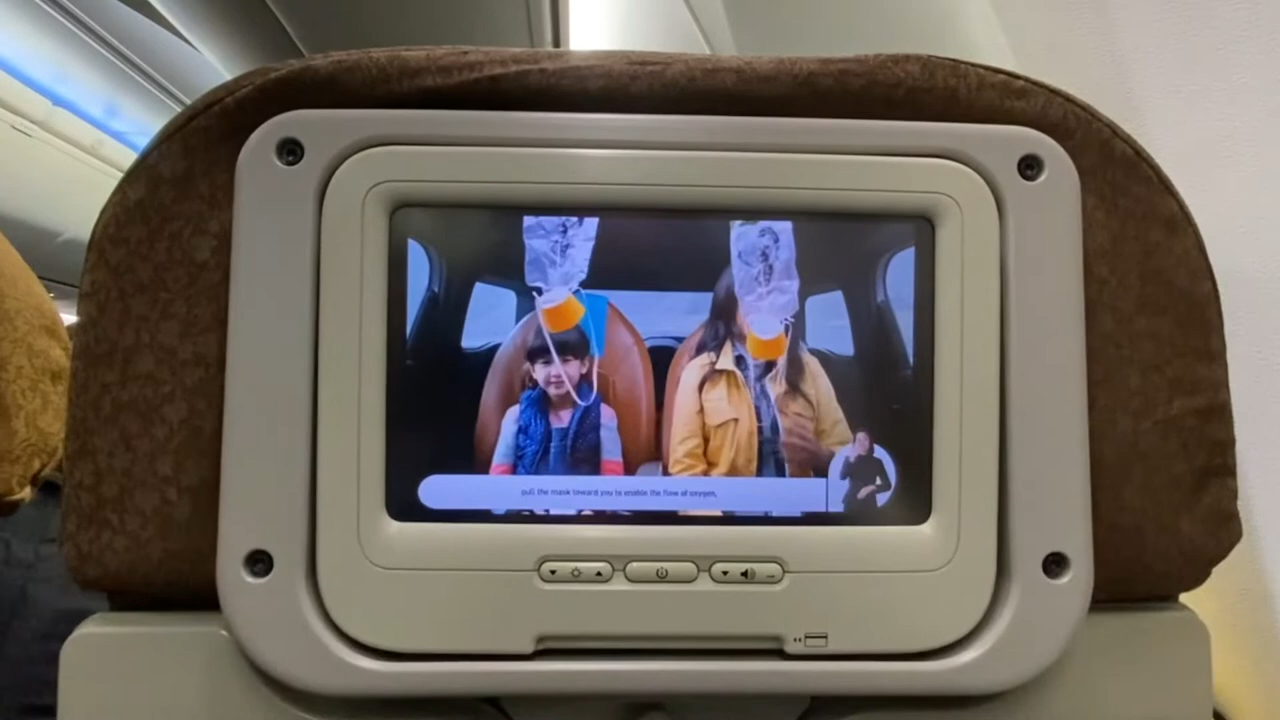 pull the mask toward you to enable the flow of oxygen,